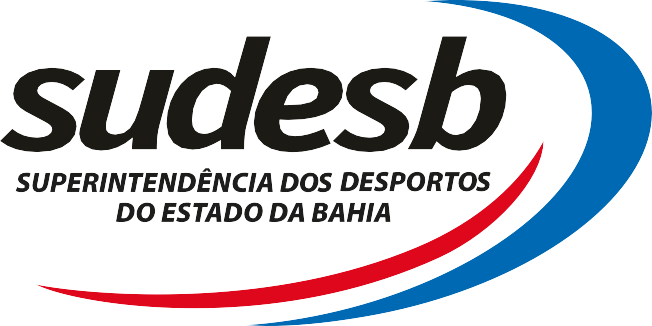 sudesb
SUPERINTENDÊNCIA DOS DESPORTOS
DO ESTADO DA BAHIA